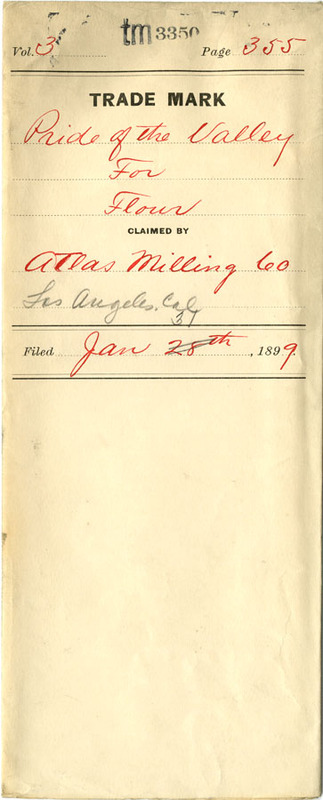 tm 3350
Vol. 3 Page 355
TRADE MARK
Pride of the Valley
For
Flour
CLAIMED BY
Atlas Milling Co
Los Angeles, Cal
31
Filed Jan 28th, 1899.